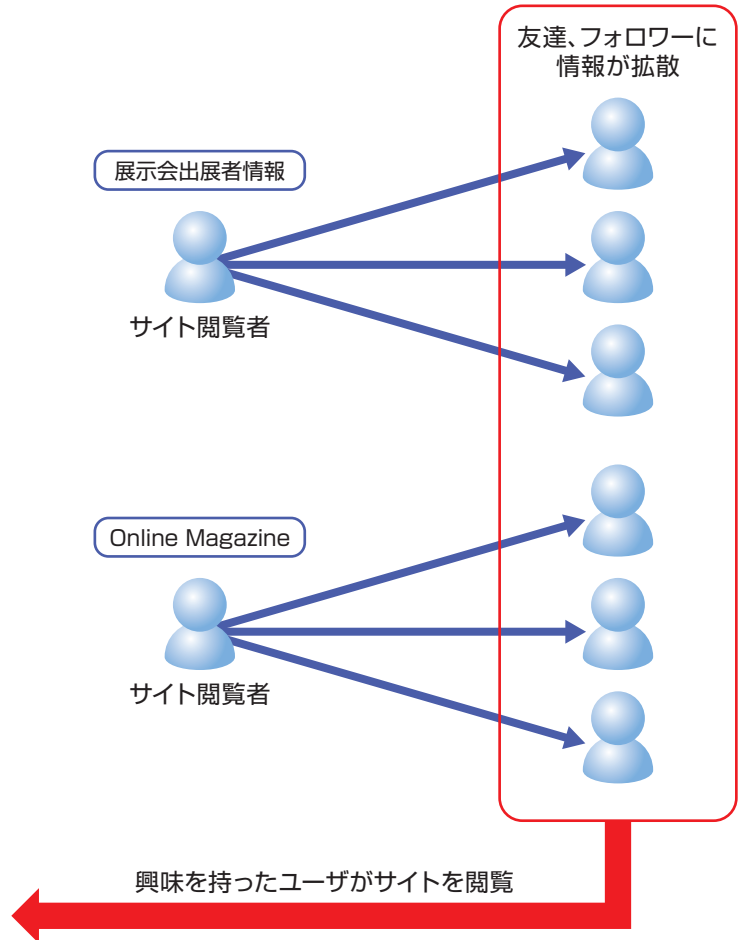 友達、フォロワーに
情報が拡散
展示会出展者情報
サイト閲覧者
Online Magazine
サイト閲覧者
興味を持ったユーザがサイトを閲覧